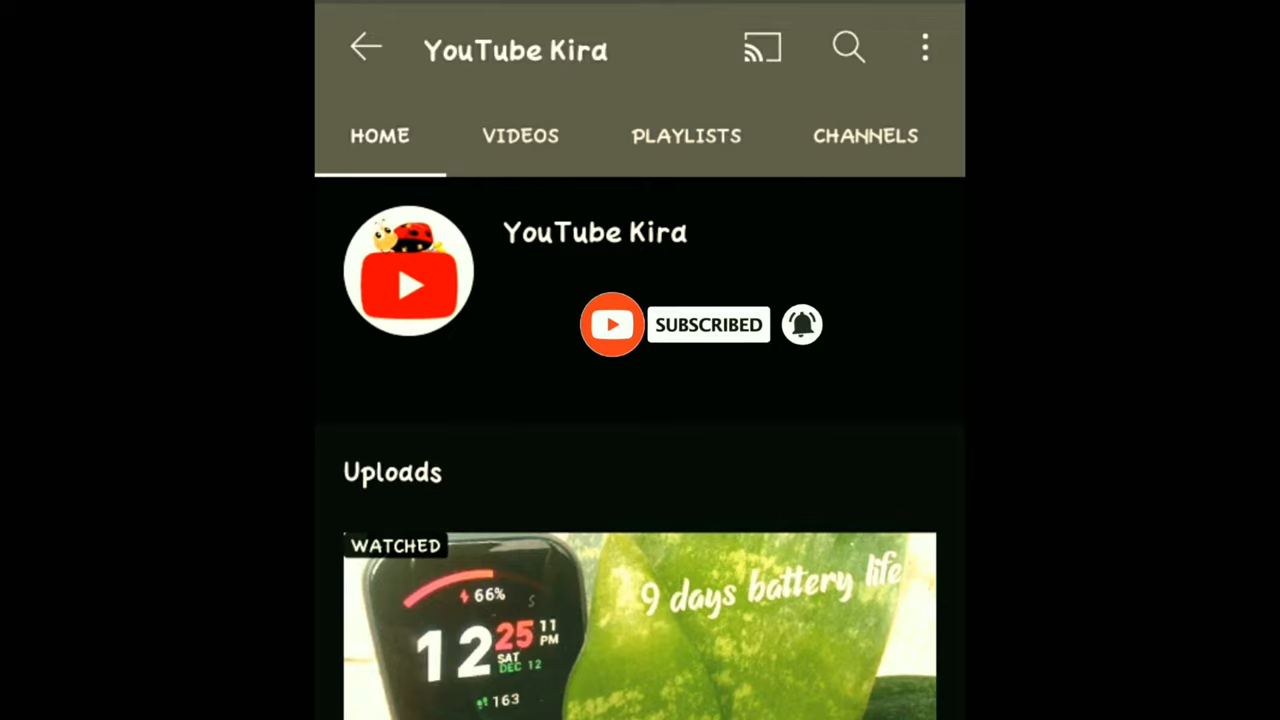 YouTube Kira
HOME VIDEOS PLAYLISTS CHANNELS
YouTube Kira
SUBSCRIBED
Uploads
WATCHED
9 days battery life
66%
12 25 11 PM
SAT
DEC 12
163